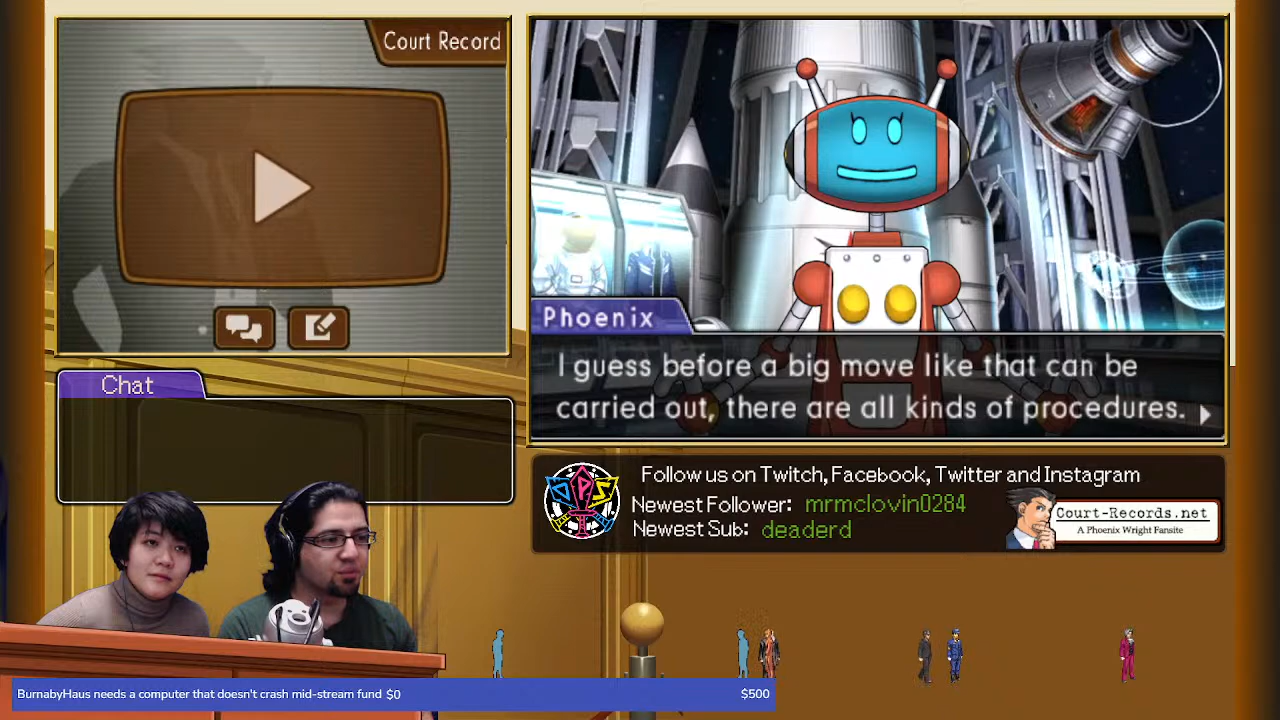 Court Record
Phoenix
I guess before a big move like that can be
carried out, there are all kinds of procedures.
Chat
Follow us on Twitch, Facebook, Twitter and Instagram
Newest Follower: mrmclovin0284
Newest Sub: deaderd
OPS
Court-Records.net
A Phoenix Wright Fansite
BurnabyHaus needs a computer that doesn't crash mid-stream fund $0
$500